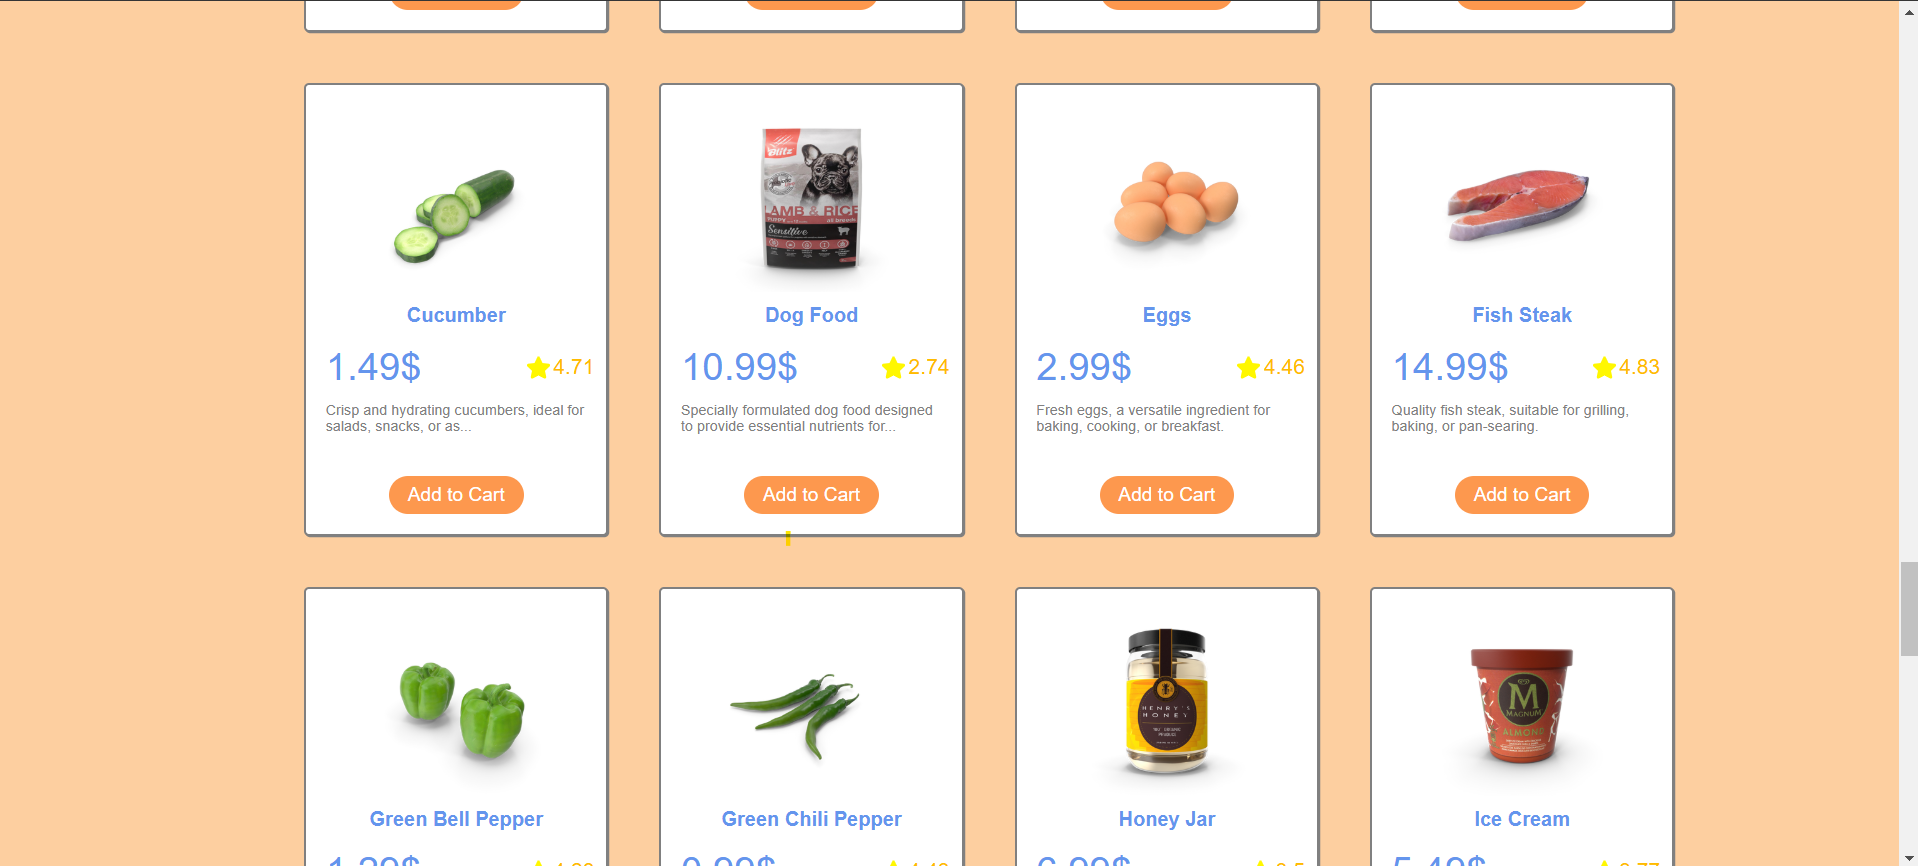 Blitz
LAMB & RICE
PUPPY
all breeds
Sensitive
Cucumber
Dog Food
Eggs
Fish Steak
1.49$
4.71
10.99$
2.74
2.99$
4.46
14.99$
4.83
Crisp and hydrating cucumbers, ideal for
salads, snacks, or as...
Specially formulated dog food designed
to provide essential nutrients for...
Fresh eggs, a versatile ingredient for
baking, cooking, or breakfast.
Quality fish steak, suitable for grilling,
baking, or pan-searing.
Add to Cart
Add to Cart
Add to Cart
Add to Cart
HENRY'S
HONEY
M
MAGNUM
ALMOND
Green Bell Pepper
Green Chili Pepper
Honey Jar
Ice Cream